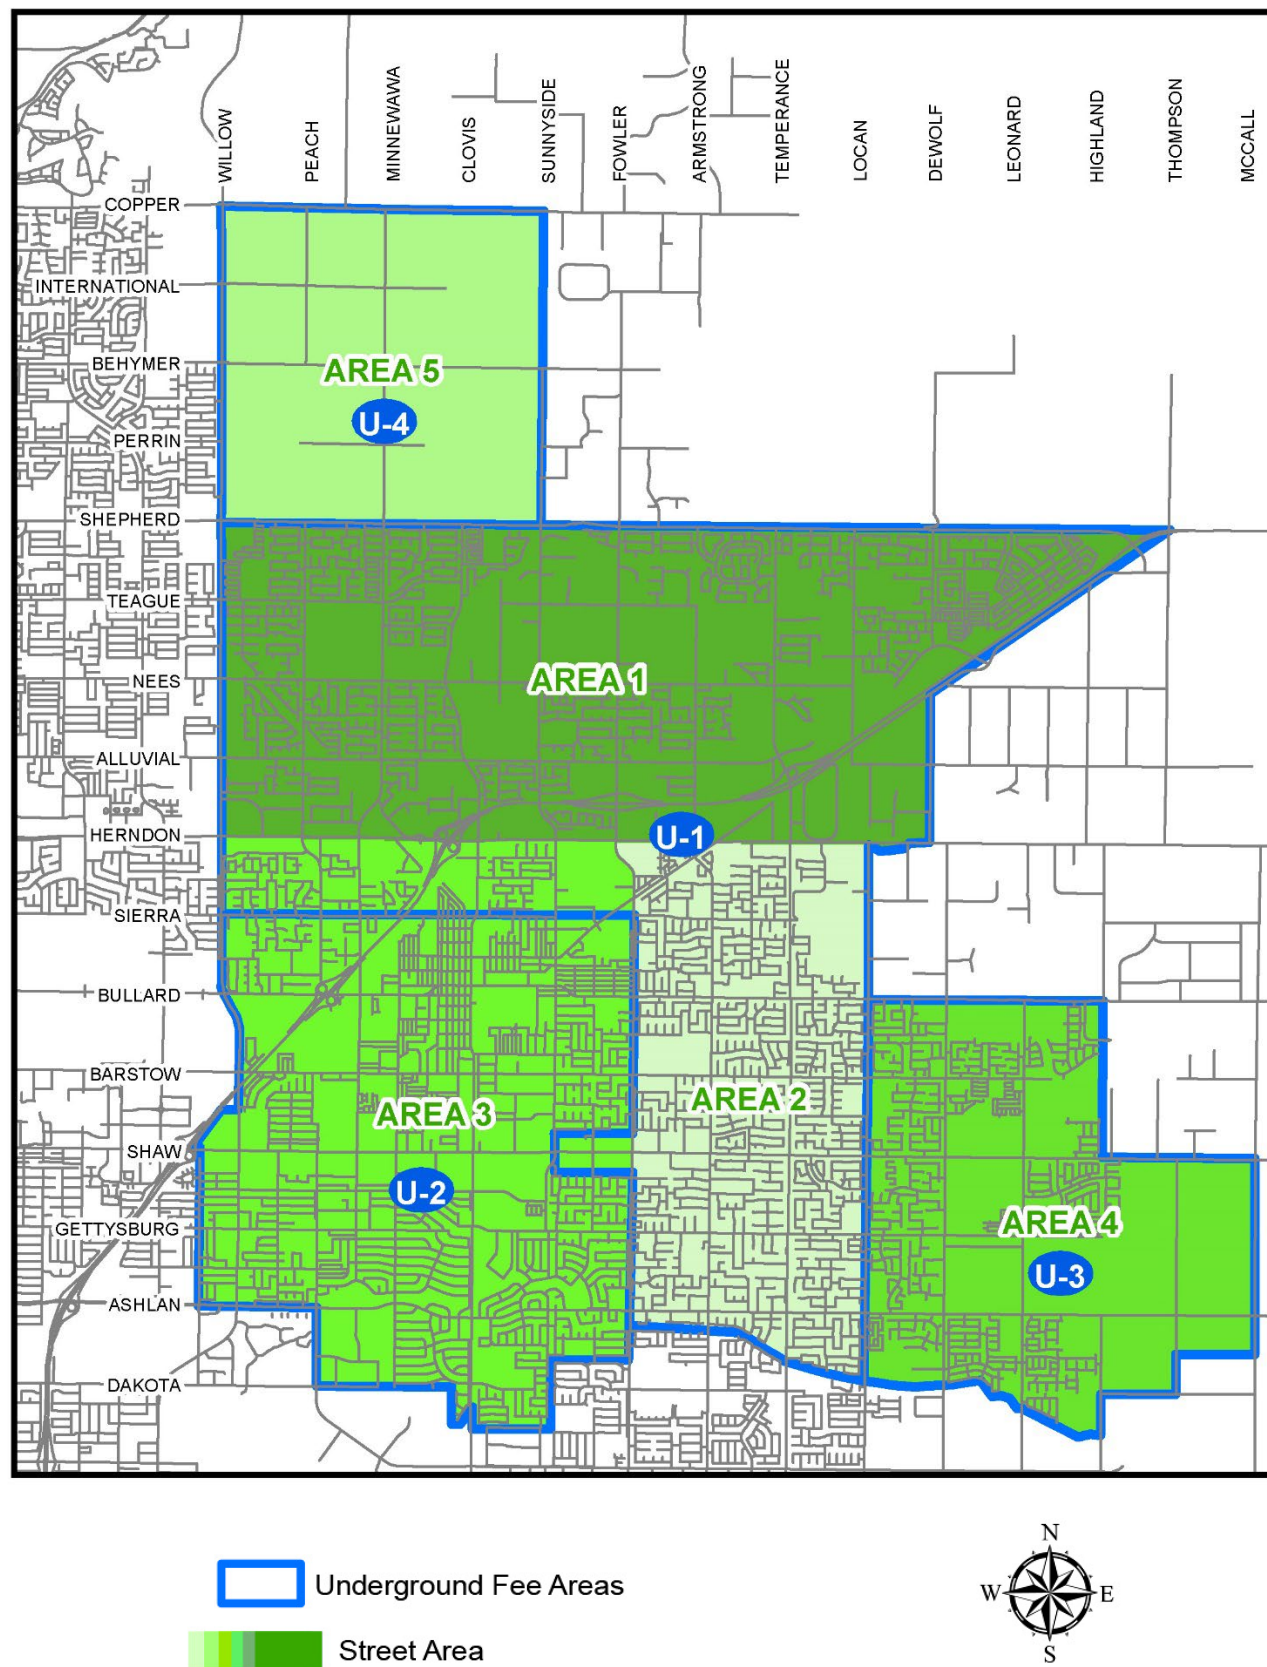 WILLOW
PEACH
MINNEWAWA
CLOVIS
SUNNYSIDE
FOWLER
ARMSTRONG
TEMPERANCE
LOCAN
DEWOLF
LEONARD
HIGHLAND
THOMPSON
MCCALL
COPPER
INTERNATIONAL
BEHYMER
AREA 5
U-4
PERRIN
SHEPHERD
TEAGUE
NEES
AREA 1
ALLUVIAL
HERNDON
U-1
SIERRA
BULLARD
BARSTOW
AREA 2
AREA 3
SHAW
U-2
GETTYSBURG
AREA 4
U-3
ASHLAN
DAKOTA
Underground Fee Areas
Street Area
N
W
E
S